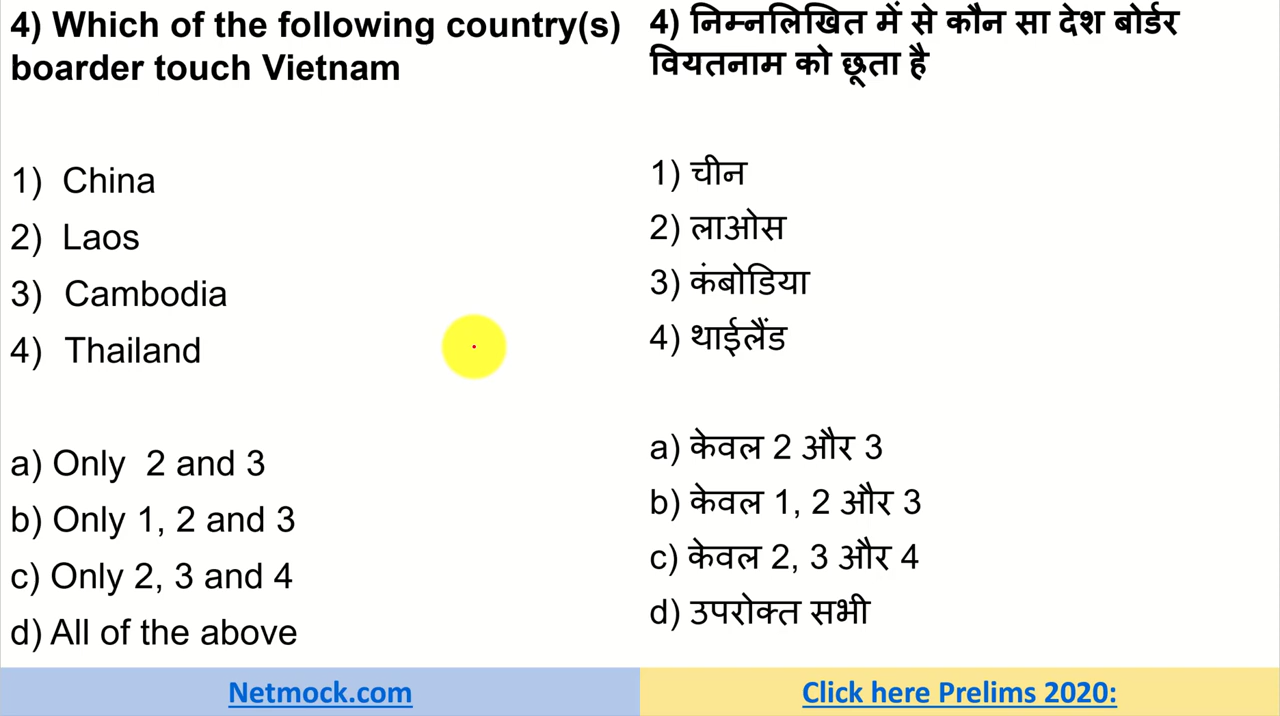 4) Which of the following country(s)
boarder touch Vietnam
1) China
2) Laos
3) Cambodia
4) Thailand
a) Only 2 and 3
b) Only 1, 2 and 3
c) Only 2, 3 and 4
d) All of the above
4) निम्नलिखित में से कौन सा देश बोर्डर
वियतनाम को छूता है
1) चीन
2) लाओस
3) कंबोडिया
4) थाईलैंड
a) केवल 2 और 3
b) केवल 1, 2 और 3
c) केवल 2, 3 और 4
d) उपरोक्त सभी
Netmock.com
Click here Prelims 2020: